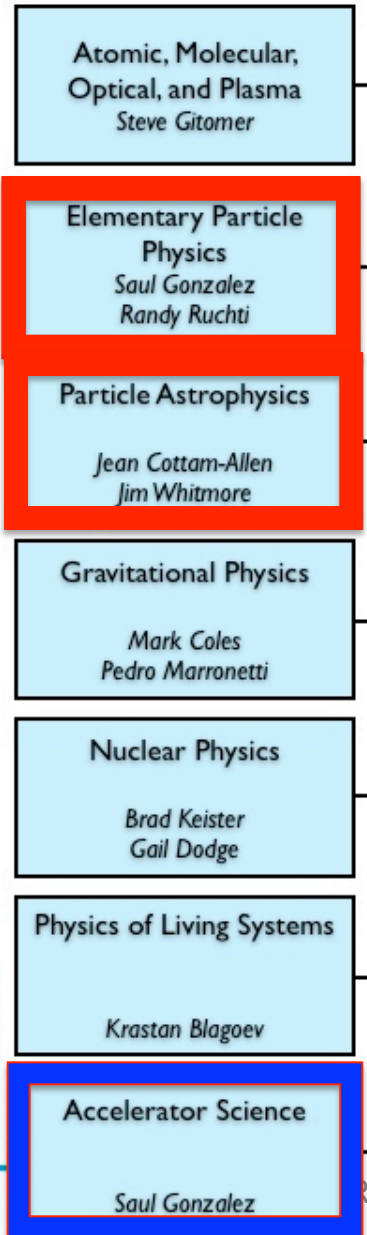 Atomic, Molecular,
Optical, and Plasma
Steve Gitomer
Elementary Particle
Physics
Saul Gonzalez
Randy Ruchti
Particle Astrophysics
Jean Cottam-Allen
Jim Whitmore
Gravitational Physics
Mark Coles
Pedro Marronetti
Nuclear Physics
Brad Keister
Gail Dodge
Physics of Living Systems
Krastan Blagoev
Accelerator Science
Saul Gonzalez